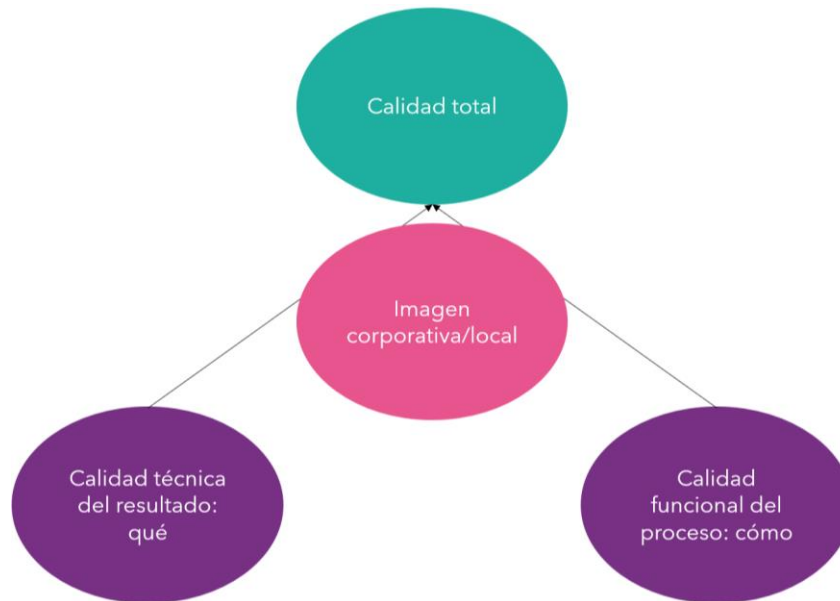 Calidad total
Imagen
corporativa/local
Calidad técnica
del resultado:
qué
Calidad
funcional del
proceso: cómo